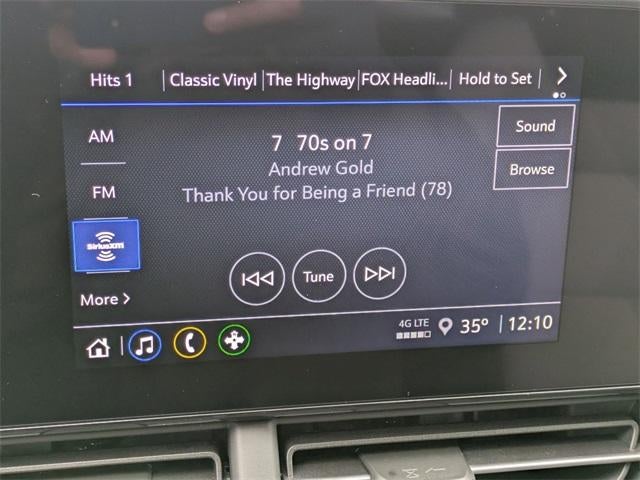 Hits 1 | Classic Vinyl | The Highway | FOX Headli... | Hold to Set |
AM
FM
SiriusXM
More >
7 70s on 7
Andrew Gold
Thank You for Being a Friend (78)
Tune
Sound
Browse
4G LTE
35° | 12:10